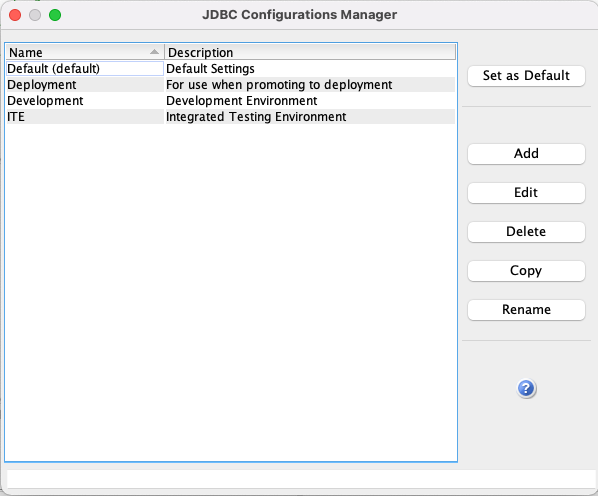 JDBC Configurations Manager
Name Description
Default (default) Default Settings
Deployment For use when promoting to deployment
Development Development Environment
ITE Integrated Testing Environment
Set as Default
Add
Edit
Delete
Copy
Rename
?